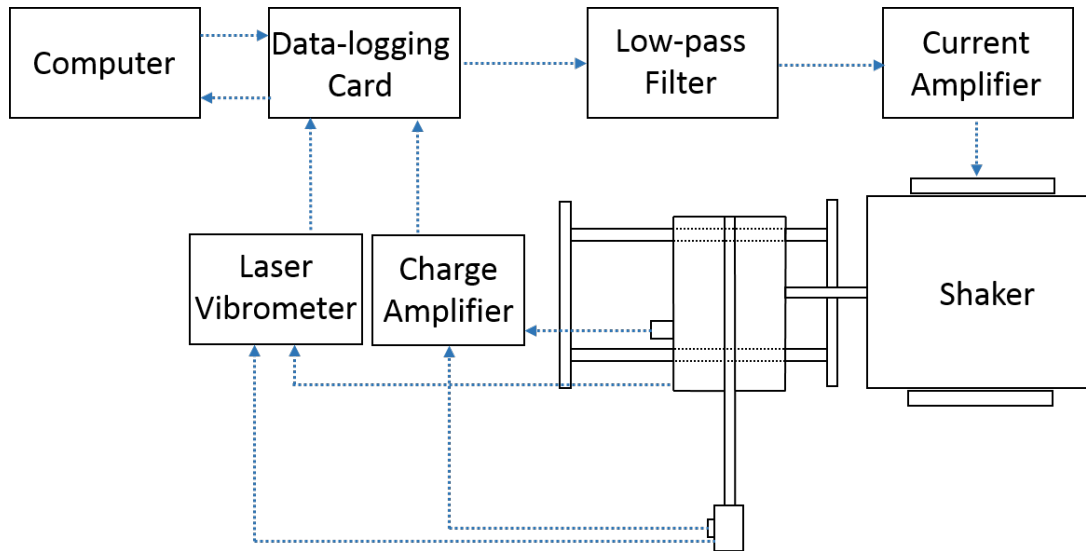 Computer
Data-logging
Card
Low-pass
Filter
Current
Amplifier
Laser
Vibrometer
Charge
Amplifier
Shaker